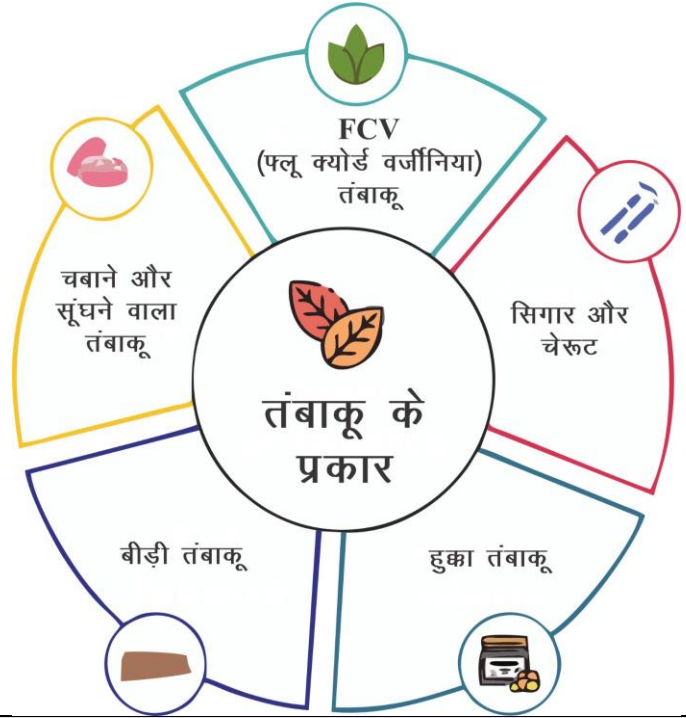 FCV
(फ्लू क्योर्ड वर्जीनिया)
तंबाकू
चबाने और
सूंघने वाला
तंबाकू
सिगार और
चेरूट
तंबाकू के
प्रकार
बीड़ी तंबाकू
हुक्का तंबाकू